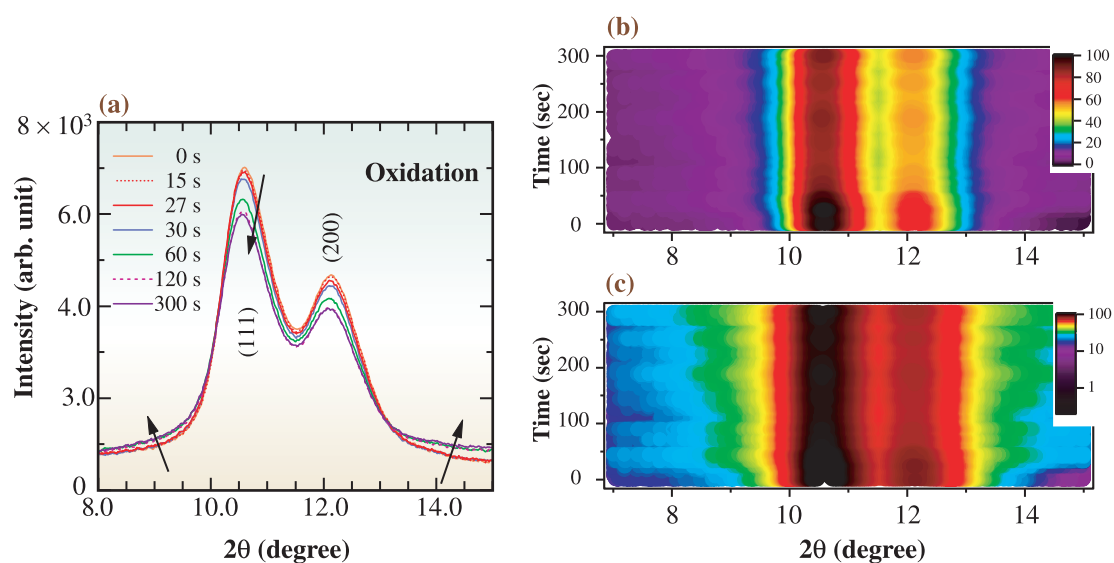 (a)
8 × 10³
6.0
4.0
3.0
0
Intensity (arb. unit)
0 s
15 s
27 s
30 s
60 s
120 s
300 s
Oxidation
(111)
(200)
8.0 10.0 12.0 14.0
2θ (degree)
(b)
300
200
100
0
Time (sec)
8 10 12 14
100
80
60
40
20
0
(c)
300
200
100
0
Time (sec)
8 10 12 14
2θ (degree)
100
10
1